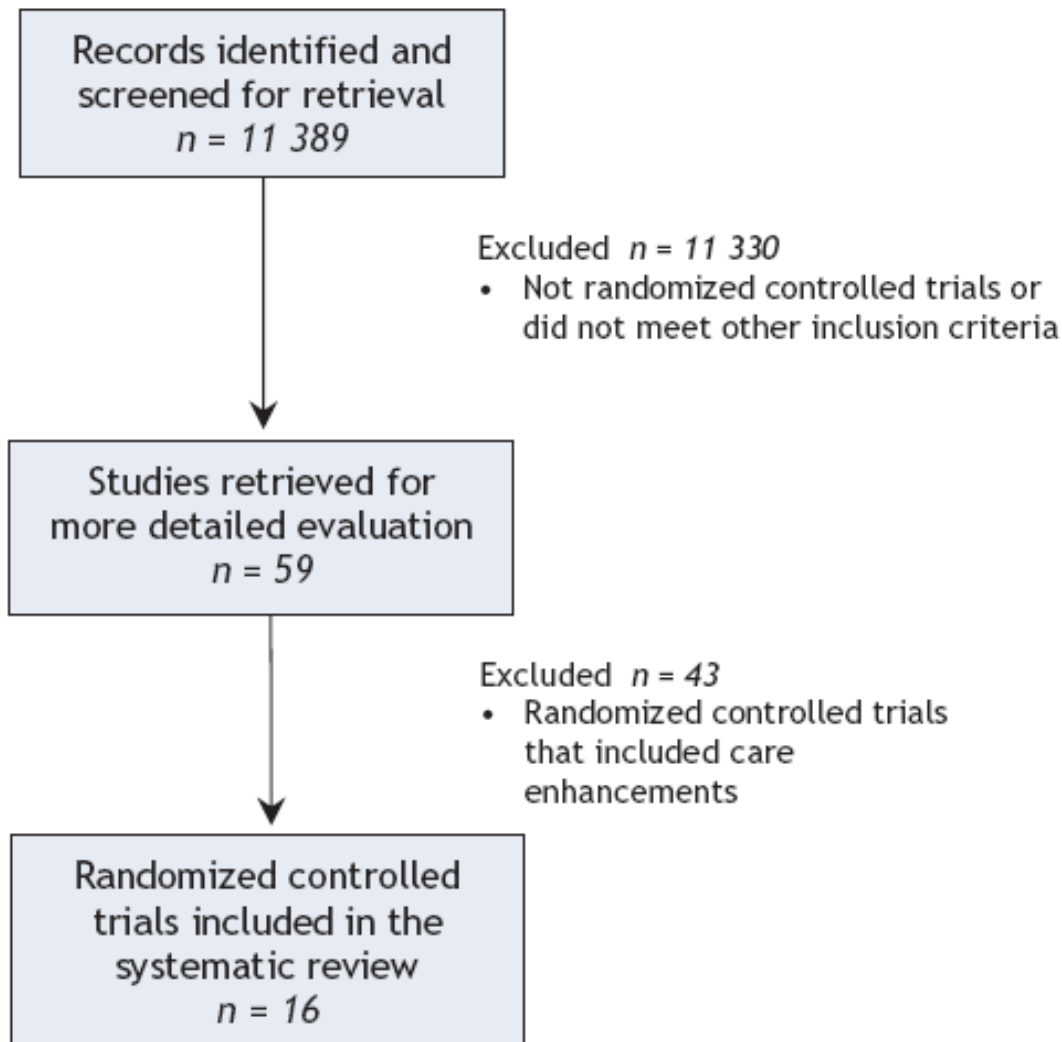 Records identified and
screened for retrieval
n = 11 389
Excluded n = 11 330
• Not randomized controlled trials or
did not meet other inclusion criteria
Studies retrieved for
more detailed evaluation
n = 59
Excluded n = 43
• Randomized controlled trials
that included care
enhancements
Randomized controlled
trials included in the
systematic review
n = 16